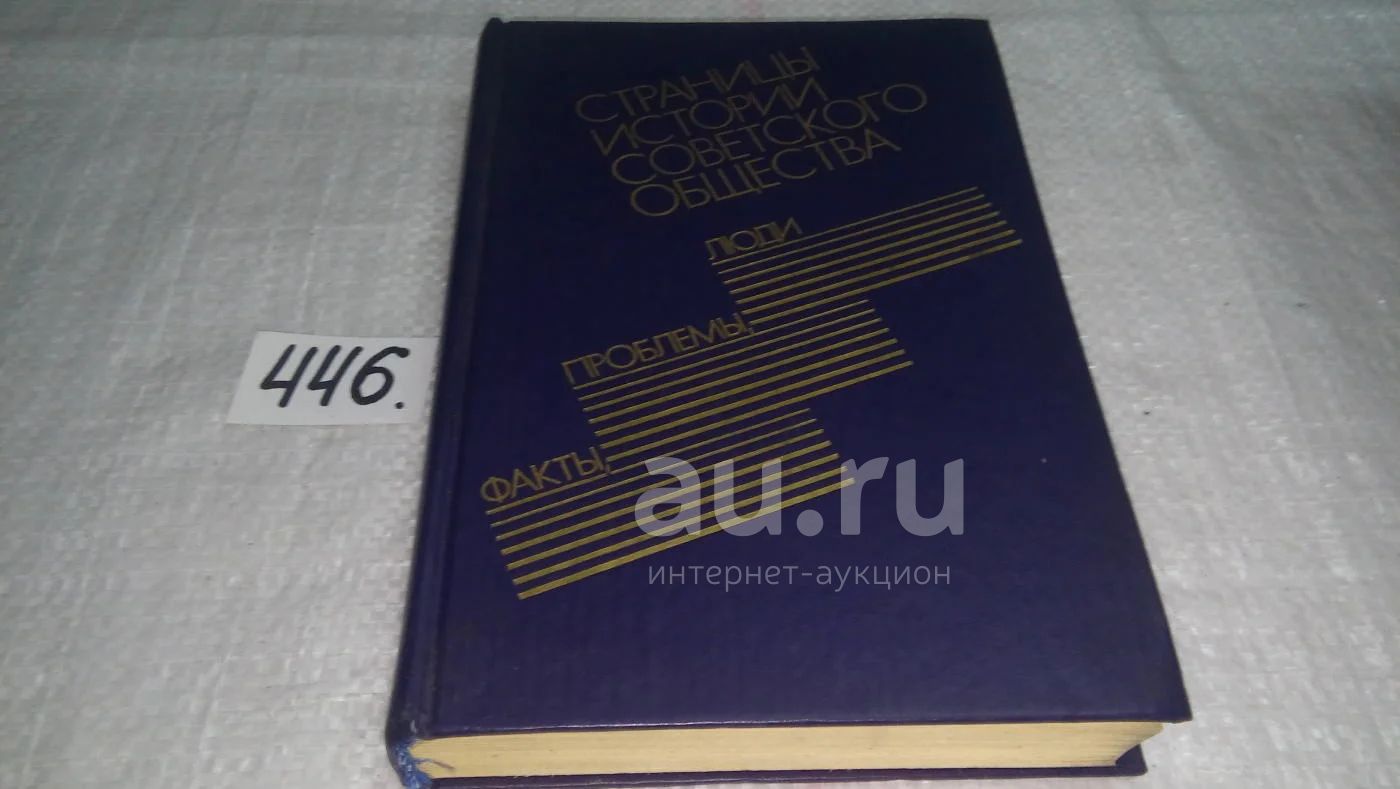 СТРАНИЦЫ
ИСТОРИИ
СОВЕТСКОГО
ОБЩЕСТВА
ЛЮДИ
ПРОБЛЕМЫ,
ФАКТЫ,
446.
au.ru
интернет-аукцион